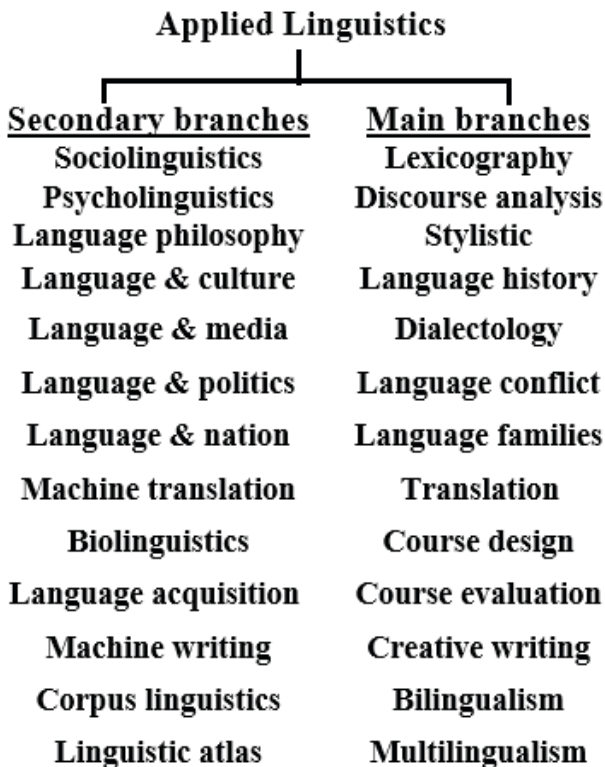 Applied Linguistics
Secondary branches
Sociolinguistics
Psycholinguistics
Language philosophy
Language & culture
Language & media
Language & politics
Language & nation
Machine translation
Biolinguistics
Language acquisition
Machine writing
Corpus linguistics
Linguistic atlas
Main branches
Lexicography
Discourse analysis
Stylistic
Language history
Dialectology
Language conflict
Language families
Translation
Course design
Course evaluation
Creative writing
Bilingualism
Multilingualism